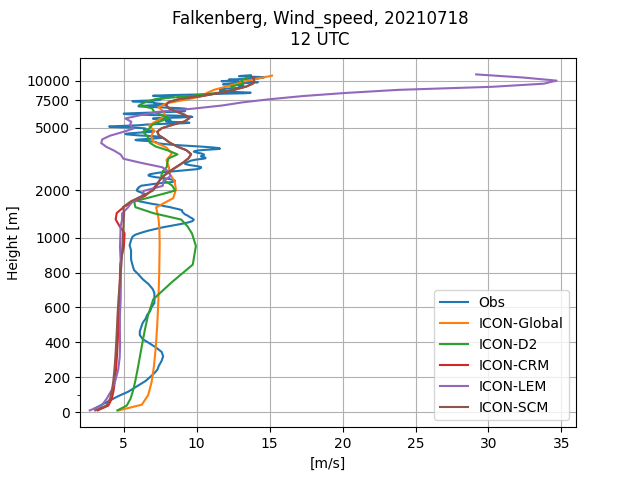 Falkenberg, Wind_speed, 20210718
12 UTC
10000
7500
5000
2000
1000
800
600
400
200
0
Height [m]
5
10
15
20
25
30
35
[m/s]
Obs
ICON-Global
ICON-D2
ICON-CRM
ICON-LEM
ICON-SCM